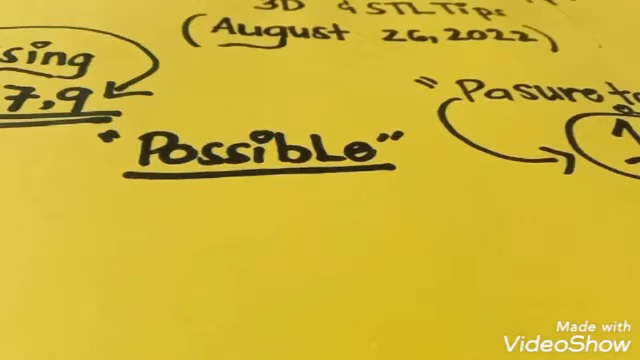 3D & STL Tips
(August 26, 2022)
sing
7,9
"Pasure to
"Possible"
Made with
VideoShow